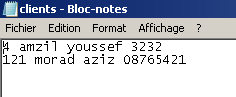 clients - Bloc-notes
Fichier Edition Format Affichage ?
4 amzil youssef 3232
121 morad aziz 08765421